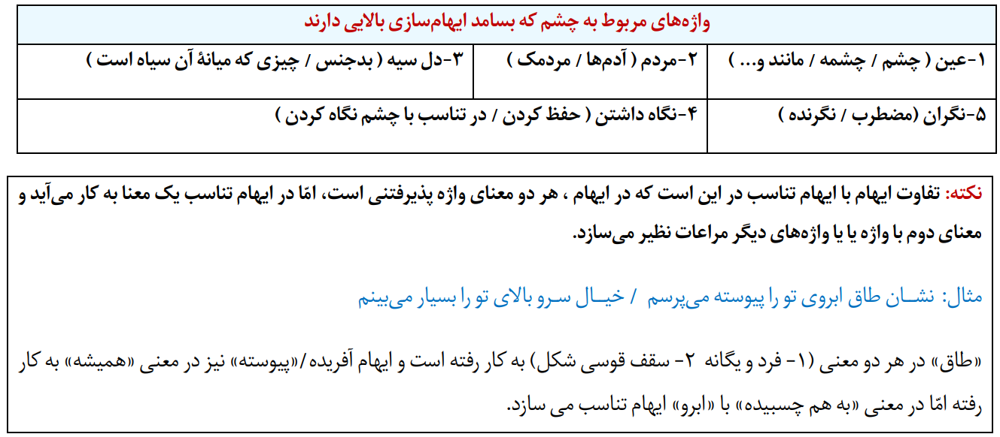 واژه‌های مربوط به چشم که بسامد ایهام‌سازی بالایی دارند
۱-عین ( چشم / چشمه / مانند و... )
۲-مردم ( آدم‌ها / مردمک )
۳-دل سیه ( بدجنس / چیزی که میانهٔ آن سیاه است )
۵-نگران (مضطرب / نگرنده )
۴-نگاه داشتن ( حفظ کردن / در تناسب با چشم نگاه کردن )
نکته: تفاوت ایهام با ایهام تناسب در این است که در ایهام ، هر دو معنای واژه پذیرفتنی است، امّا در ایهام تناسب یک معنا به کار می‌آید و
معنای دوم با واژه یا یا واژه‌های دیگر مراعات نظیر می‌سازد.
مثال: نشـــان طاق ابروی تو را پیوسته می‌پرسم / خیـــال سـرو بالای تو را بسیار می‌بینم
«طاق» در هر دو معنی (۱- فرد و یگانه ۲- سقف قوسی شکل) به کار رفته است و ایهام آفریده/«پیوسته» نیز در معنی «همیشه» به کار
رفته امّا در معنی «به هم چسبیده» با «ابرو» ایهام تناسب می سازد.